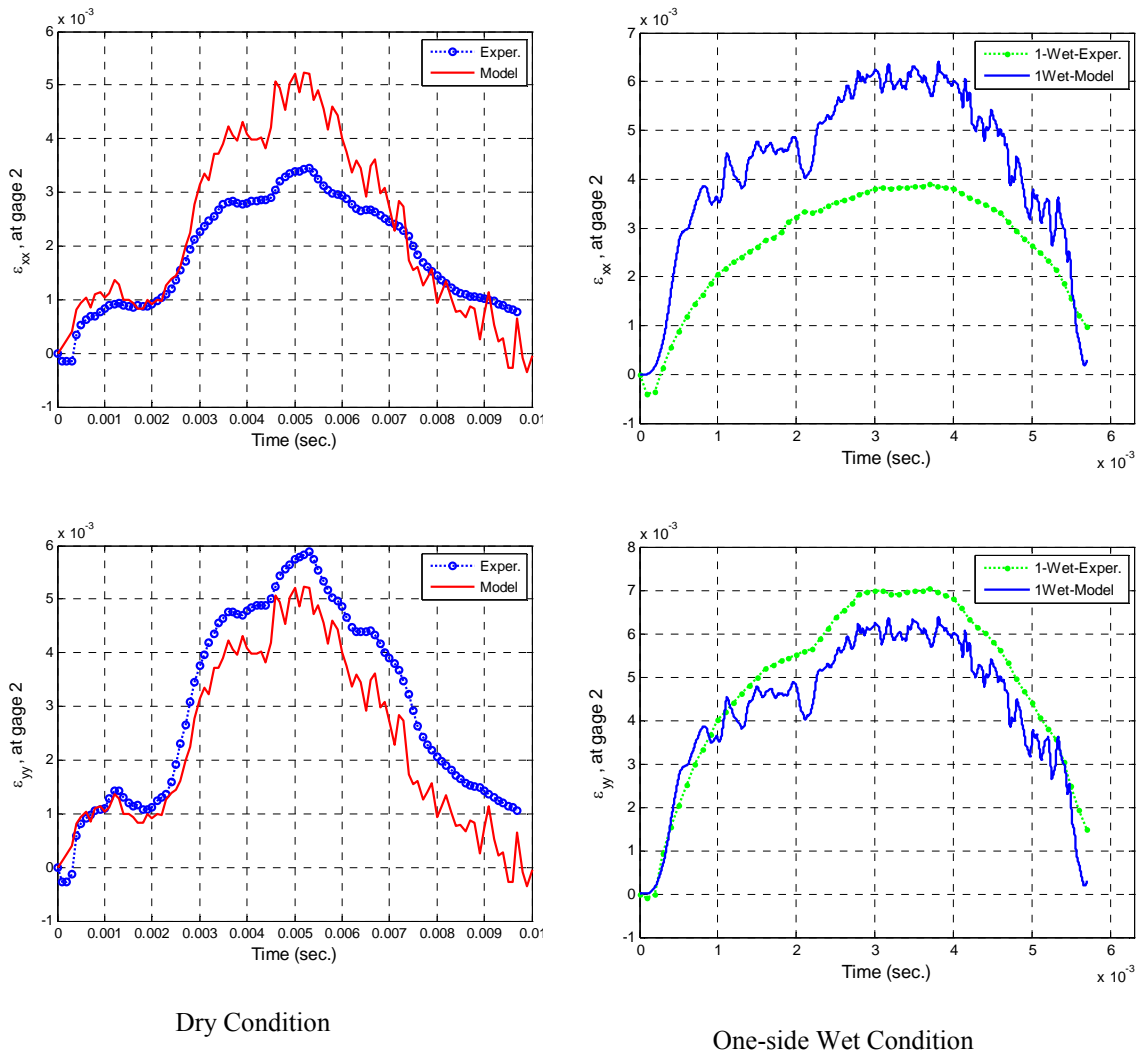 x 10⁻³
6
5
4
3
2
1
0
-1
0 0.001 0.002 0.003 0.004 0.005 0.006 0.007 0.008 0.009 0.01
Time (sec.)
εxx, at gage 2
Exper.
Model
x 10⁻³
7
6
5
4
3
2
1
0
-1
0 1 2 3 4 5 6
x 10⁻³
Time (sec.)
εxx, at gage 2
1-Wet-Exper.
1Wet-Model
x 10⁻³
6
5
4
3
2
1
0
-1
0 0.001 0.002 0.003 0.004 0.005 0.006 0.007 0.008 0.009 0.01
Time (sec.)
εyy, at gage 2
Exper.
Model
x 10⁻³
8
7
6
5
4
3
2
1
0
-1
0 1 2 3 4 5 6
x 10⁻³
Time (sec.)
εyy, at gage 2
1-Wet-Exper.
1Wet-Model
Dry Condition
One-side Wet Condition